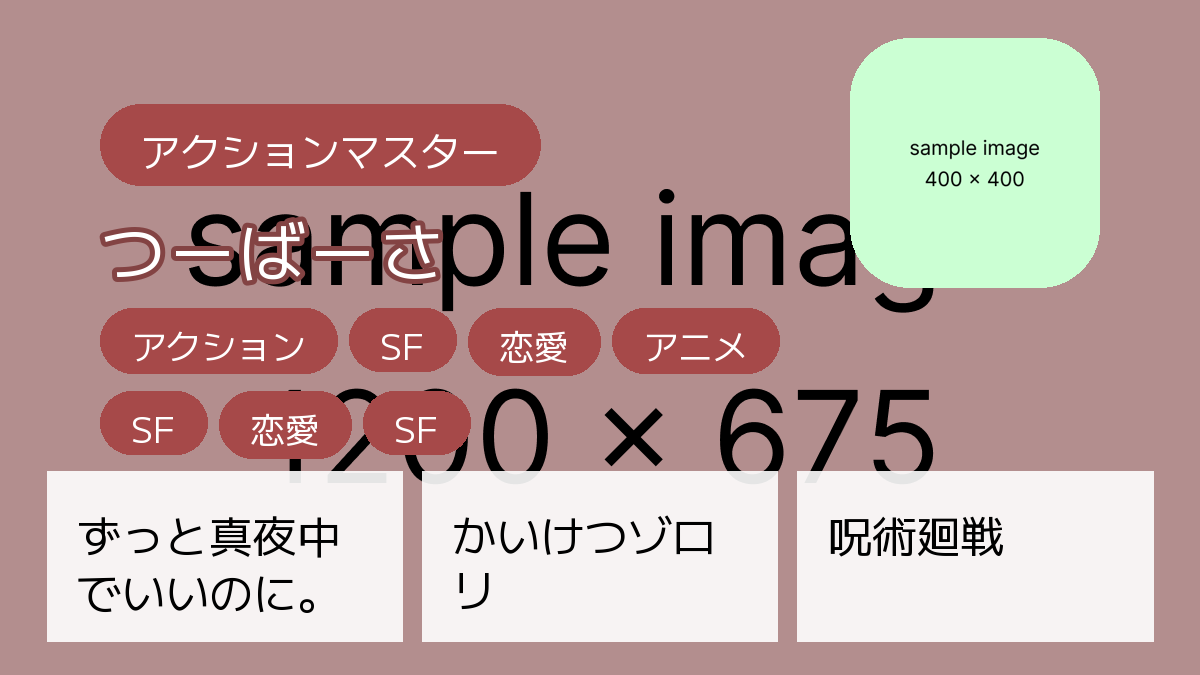 アクションマスター
sample image
400 × 400
sample imag
つーばーさ
アクション SF 恋愛 アニメ
SF 恋愛 SF
1200 × 675
ずっと真夜中
でいいのに。
かいけつゾロ
リ
呪術廻戦